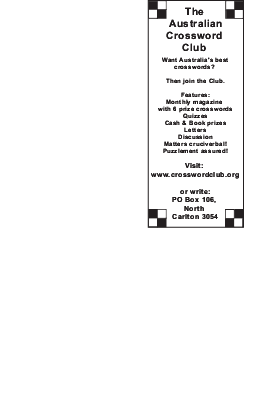 The
Australian
Crossword
Club
Want Australia's best
crosswords?
Then join the Club.
Features:
Monthly magazine
with 6 prize crosswords
Quizzes
Cash & Book prizes
Letters
Discussion
Matters cruciverbal!
Puzzlement assured!
Visit:
www.crosswordclub.org
or write:
PO Box 106,
North
Carlton 3054